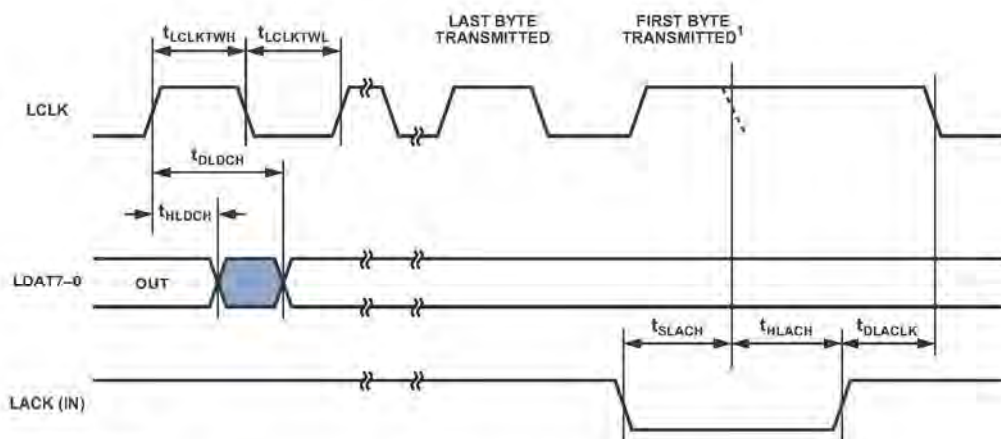 LAST BYTE
TRANSMITTED
FIRST BYTE
TRANSMITTED1
tLCLKTWH
tLCLKTWL
LCLK
tDLDCH
tHLDCH
LDAT7–0
OUT
tSLACH
tHLACH
tDLACLK
LACK (IN)